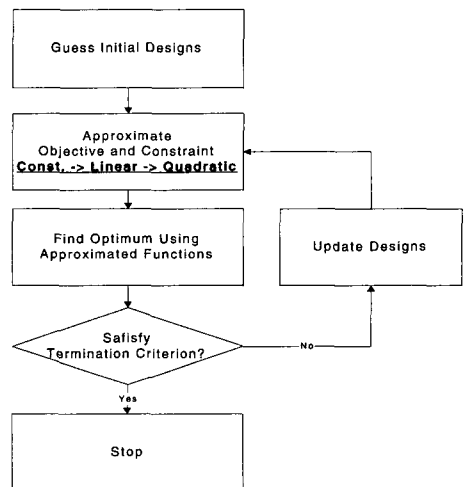 Guess Initial Designs
Approximate
Objective and Constraint
Const, -> Linear -> Quadratic
Find Optimum Using
Approximated Functions
Update Designs
Safisfy
Termination Criterion?
No
Yes
Stop